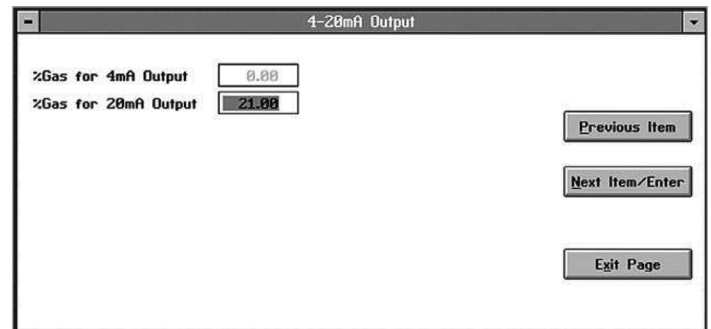 4-20mA Output
%Gas for 4mA Output 0.00
%Gas for 20mA Output 21.00
Previous Item
Next Item/Enter
Exit Page